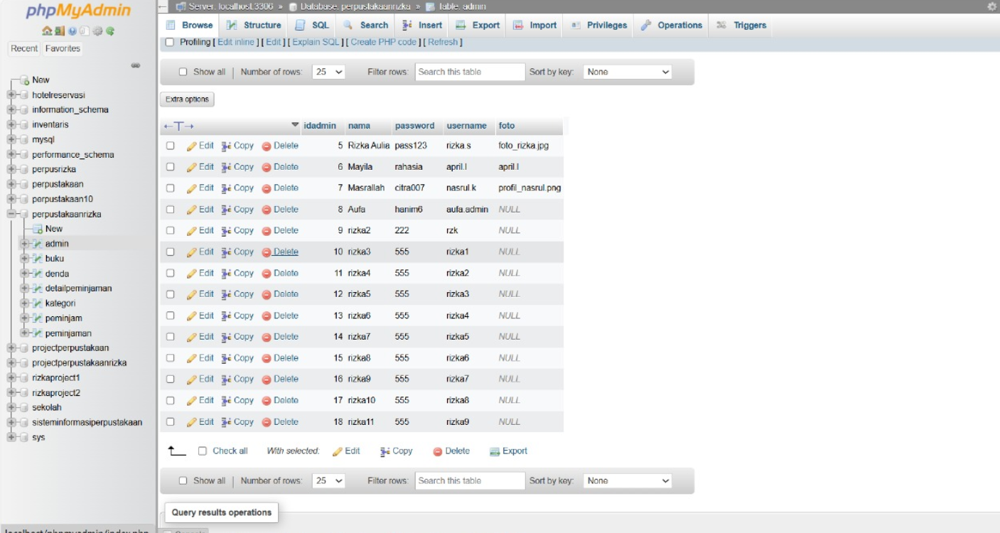 phpMyAdmin
Recent Favorites
New
hotelreservasi
information_schema
inventaris
mysql
performance_schema
perpusrizka
perpustakaan
perpustakaan10
perpustakaanrizka
New
admin
buku
denda
detailpeminjaman
kategori
peminjam
peminjaman
projectperpustakaan
projectperpustakaanrizka
rizkaproject1
rizkaproject2
sekolah
sisteminformasiperpustakaan
sys
localhost/phpmyadmin/index.php
Server: localhost:3306 » Database: perpustakaanrizka » Table: admin
Browse Structure SQL Search Insert Export Import Privileges Operations Triggers
Profiling [ Edit inline ] [ Edit ] [ Explain SQL ] [ Create PHP code ] [ Refresh ]
Show all | Number of rows: 25 Filter rows: Search this table Sort by key: None
Extra options
←T→ idadmin nama password username foto
Edit Copy Delete 5 Rizka Aulia pass123 rizka.s foto_rizka.jpg
Edit Copy Delete 6 Mayila rahasia april.l april.l
Edit Copy Delete 7 Masrallah citra007 nasrul.k profil_nasrul.png
Edit Copy Delete 8 Aufa hanim6 aufa.admin NULL
Edit Copy Delete 9 rizka2 222 rzk NULL
Edit Copy Delete 10 rizka3 555 rizka1 NULL
Edit Copy Delete 11 rizka4 555 rizka2 NULL
Edit Copy Delete 12 rizka5 555 rizka3 NULL
Edit Copy Delete 13 rizka6 555 rizka4 NULL
Edit Copy Delete 14 rizka7 555 rizka5 NULL
Edit Copy Delete 15 rizka8 555 rizka6 NULL
Edit Copy Delete 16 rizka9 555 rizka7 NULL
Edit Copy Delete 17 rizka10 555 rizka8 NULL
Edit Copy Delete 18 rizka11 555 rizka9 NULL
Check all With selected: Edit Copy Delete Export
Show all | Number of rows: 25 Filter rows: Search this table Sort by key: None
Query results operations
Console